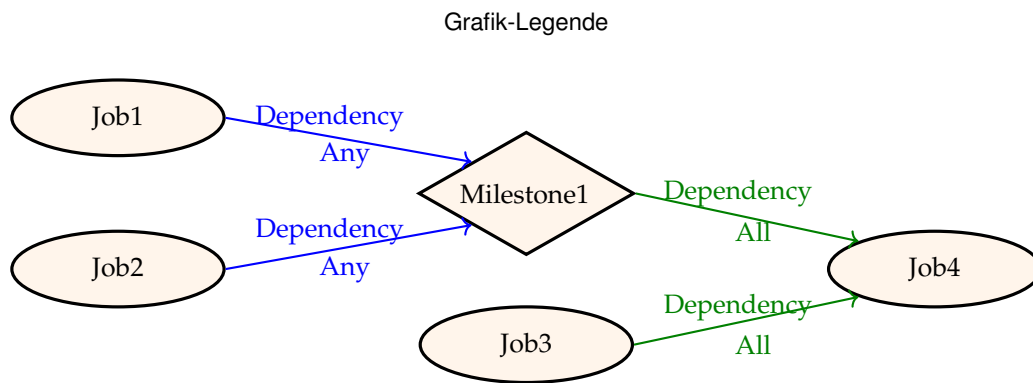 Grafik-Legende
Job1
Dependency
Any
Milestone1
Dependency
All
Job2
Dependency
Any
Job4
Job3
Dependency
All